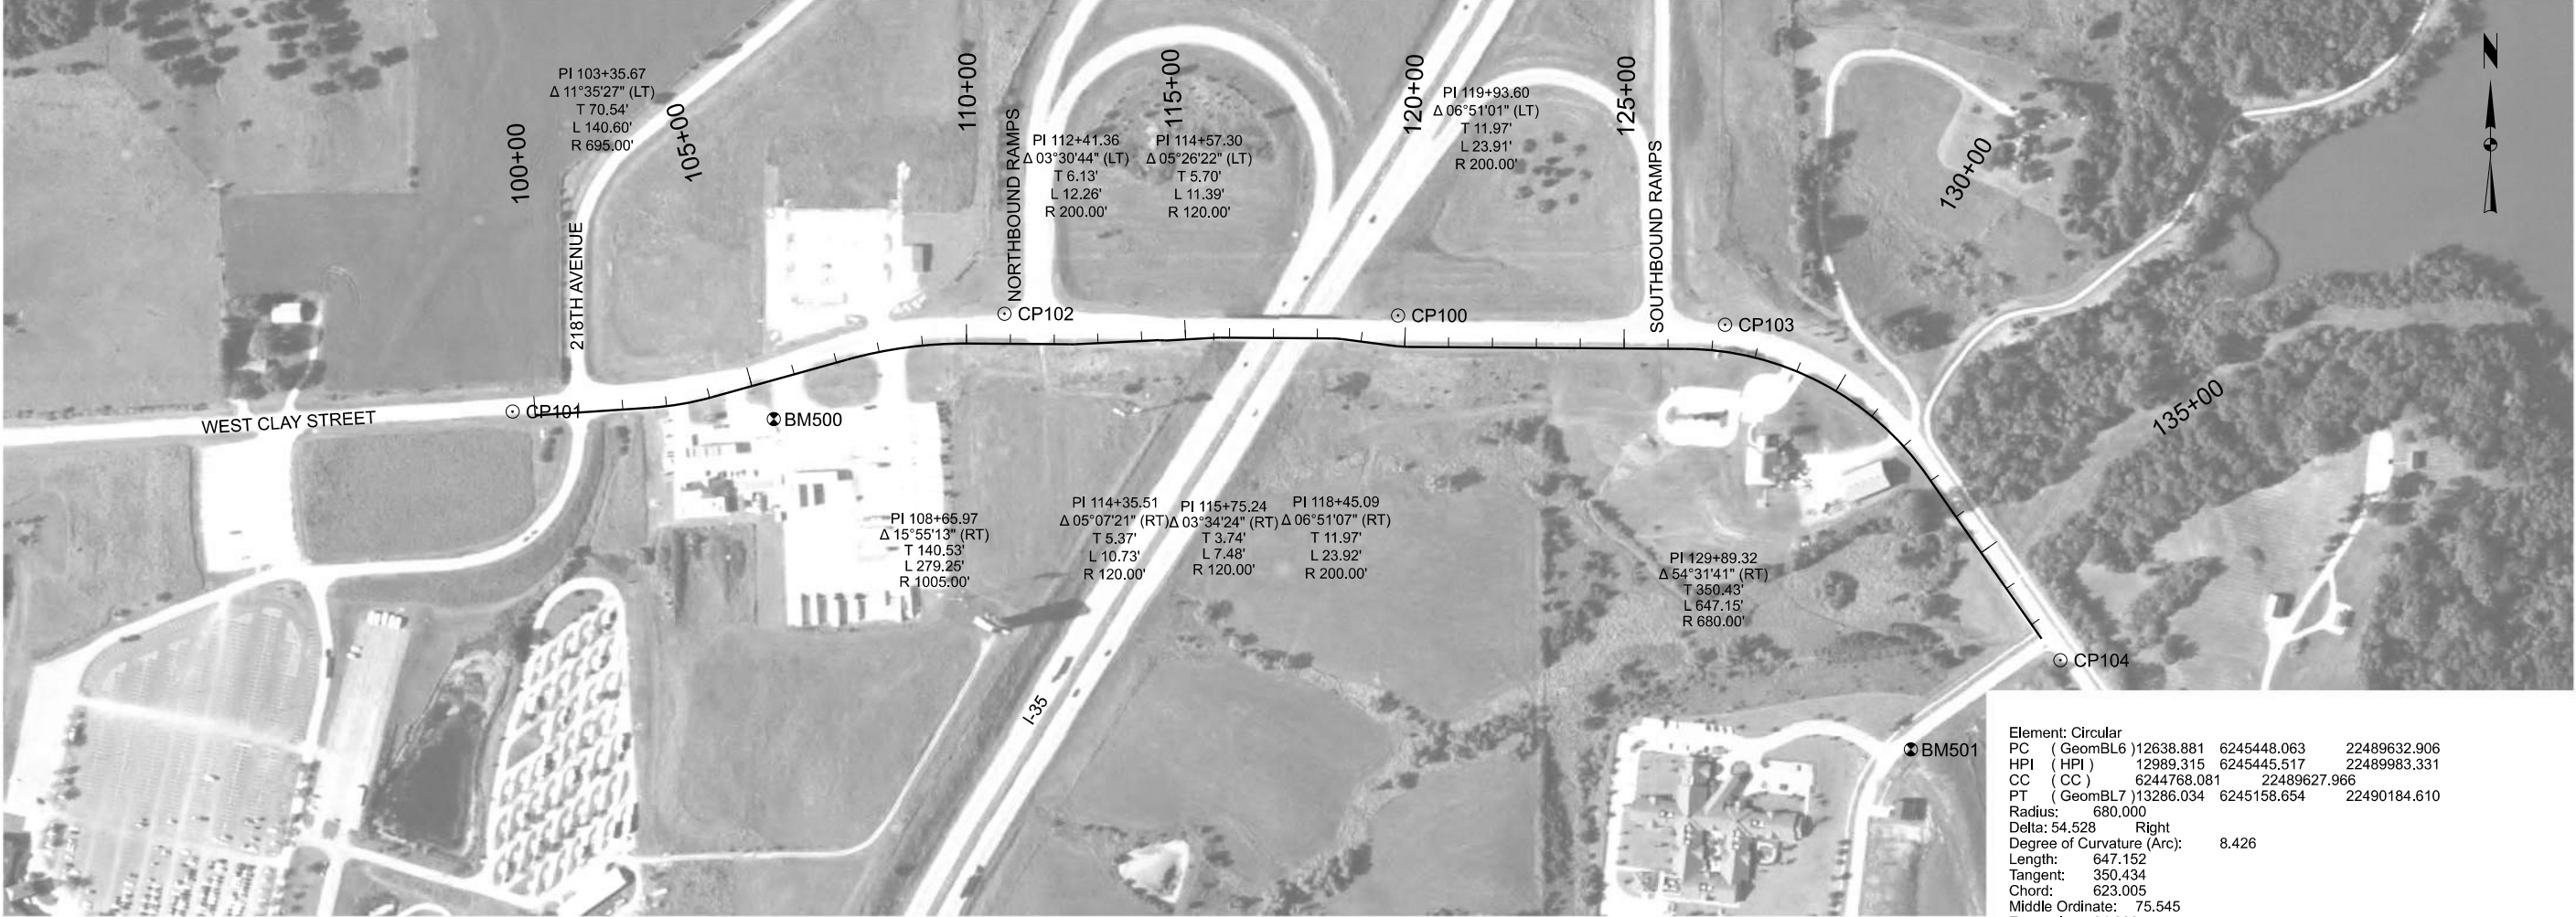 N
PI 103+35.67
Δ 11°35'27" (LT)
T 70.54'
L 140.60'
R 695.00'
100+00
105+00
110+00
115+00
120+00
125+00
130+00
135+00
218TH AVENUE
NORTHBOUND RAMPS
SOUTHBOUND RAMPS
PI 112+41.36
Δ 03°30'44" (LT)
T 6.13'
L 12.26'
R 200.00'
PI 114+57.30
Δ 05°26'22" (LT)
T 5.70'
L 11.39'
R 120.00'
PI 119+93.60
Δ 06°51'01" (LT)
T 11.97'
L 23.91'
R 200.00'
CP102
CP100
CP103
CP101
WEST CLAY STREET
BM500
PI 108+65.97
Δ 15°55'13" (RT)
T 140.53'
L 279.25'
R 1005.00'
PI 114+35.51
Δ 05°07'21" (RT)
T 5.37'
L 10.73'
R 120.00'
PI 115+75.24
Δ 03°34'24" (RT)
T 3.74'
L 7.48'
R 120.00'
PI 118+45.09
Δ 06°51'07" (RT)
T 11.97'
L 23.92'
R 200.00'
PI 129+89.32
Δ 54°31'41" (RT)
T 350.43'
L 647.15'
R 680.00'
I-35
CP104
BM501
Element: Circular
PC ( GeomBL6 )12638.881 6245448.063 22489632.906
HPI ( HPI ) 12989.315 6245445.517 22489983.331
CC ( CC ) 6244768.081 22489627.966
PT ( GeomBL7 )13286.034 6245158.654 22490184.610
Radius: 680.000
Delta: 54.528 Right
Degree of Curvature (Arc): 8.426
Length: 647.152
Tangent: 350.434
Chord: 623.005
Middle Ordinate: 75.545